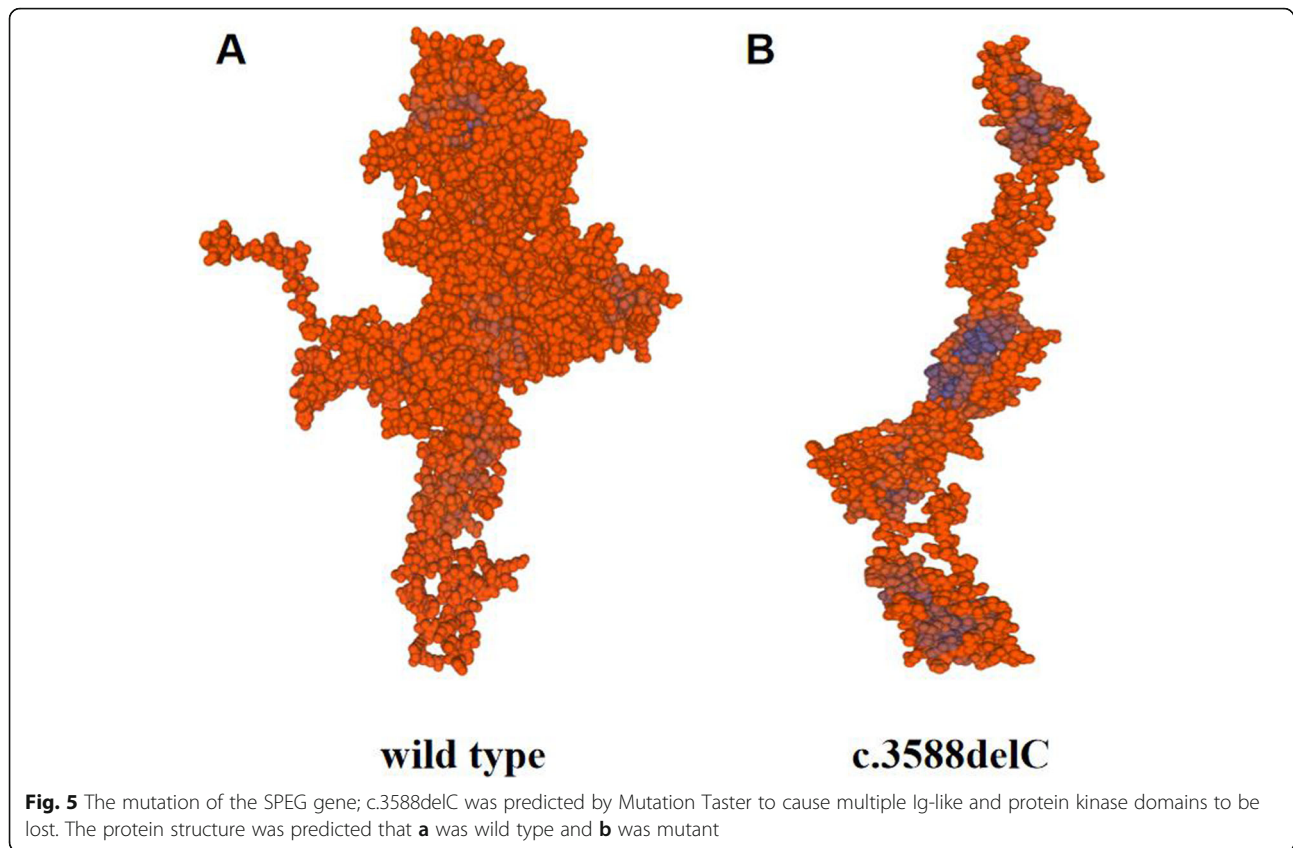 A
B
wild type
c.3588delC
Fig. 5 The mutation of the SPEG gene; c.3588delC was predicted by Mutation Taster to cause multiple Ig-like and protein kinase domains to be
lost. The protein structure was predicted that a was wild type and b was mutant